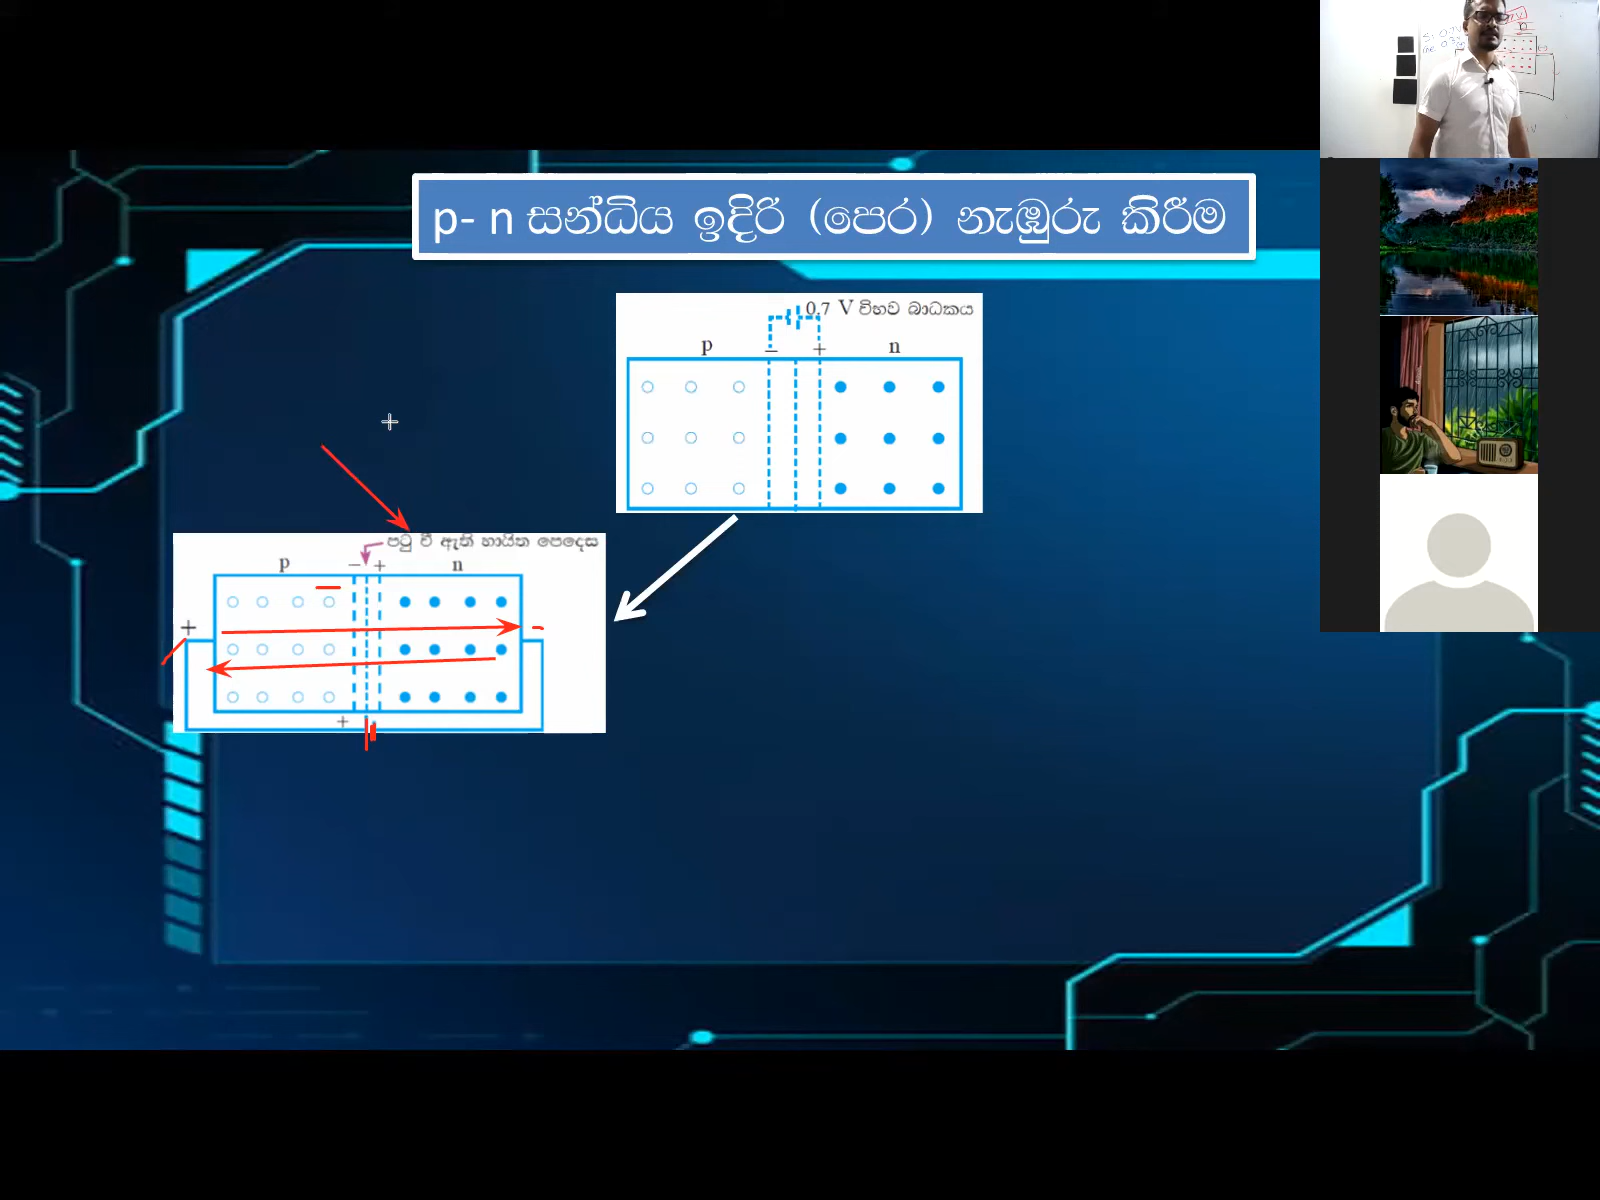 p- n සන්ධිය ඉදිරි (පෙර) නැඹුරු කිරීම
0.7 V විභව බාධකය
p - + n
පටු වී ඇති හායිත පෙදෙස
p - + n
+ -
+